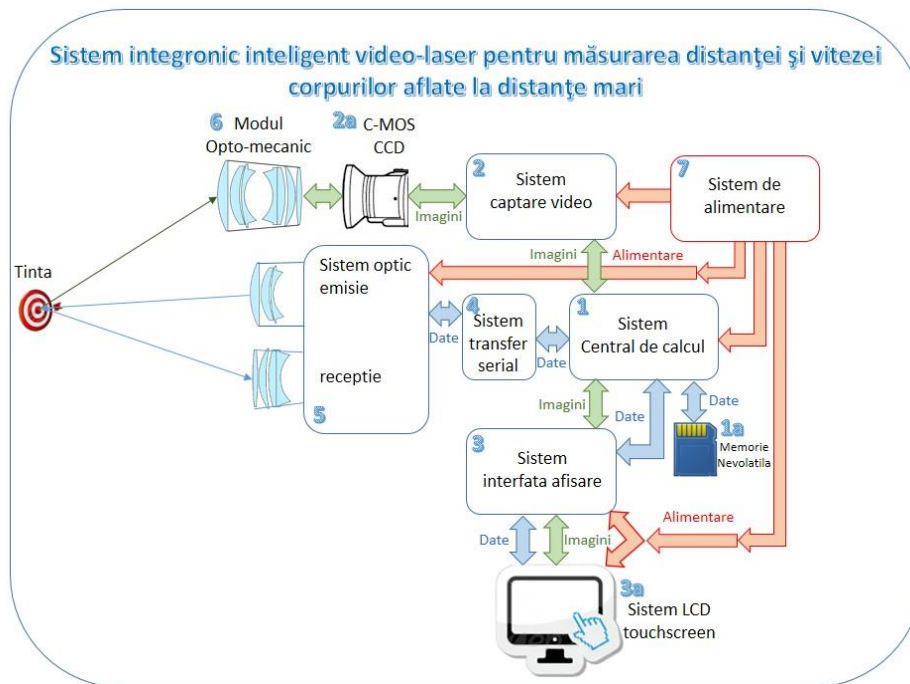 Sistem integronic inteligent video-laser pentru măsurarea distanţei şi vitezei
corpurilor aflate la distanţe mari
6 Modul
Opto-mecanic
2a C-MOS
CCD
Imagini
2
Sistem
captare video
7
Sistem de
alimentare
Imagini
Alimentare
Tinta
Sistem optic
emisie
receptie
5
Date
4
Sistem
transfer
serial
Date
1
Sistem
Central de calcul
Imagini
Date
Date
1a
Memorie
Nevolatila
3
Sistem
interfata afisare
Alimentare
Date
Imagini
3a
Sistem LCD
touchscreen